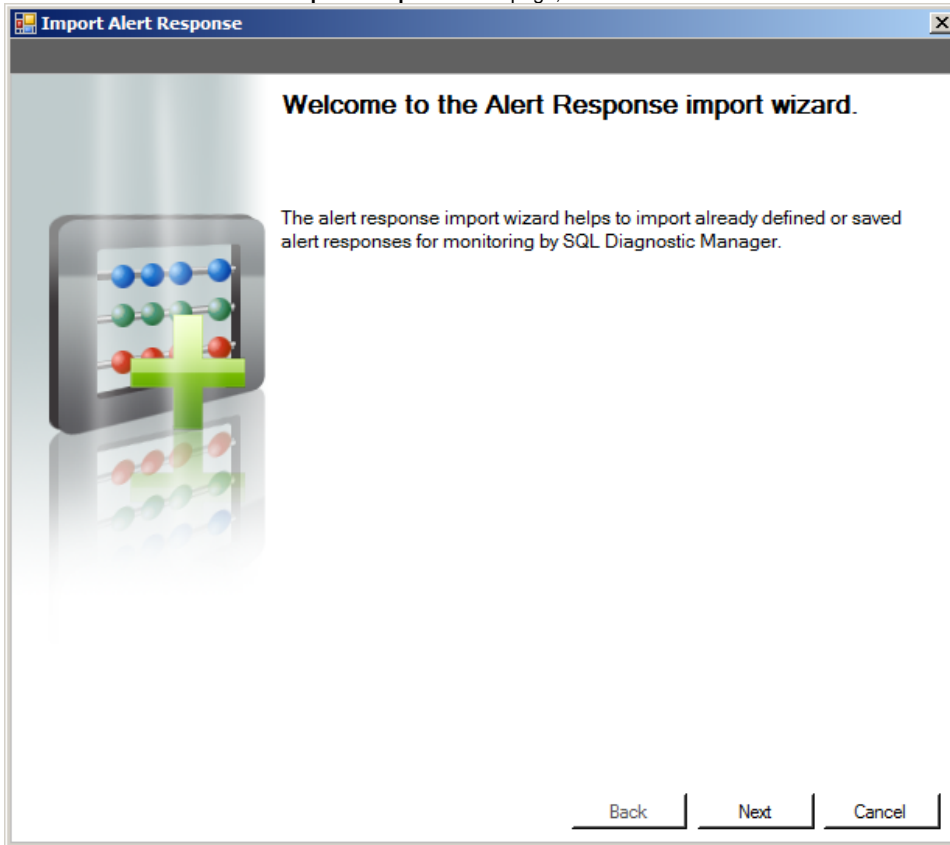 Import Alert Response
Welcome to the Alert Response import wizard.
The alert response import wizard helps to import already defined or saved
alert responses for monitoring by SQL Diagnostic Manager.
Back Next Cancel